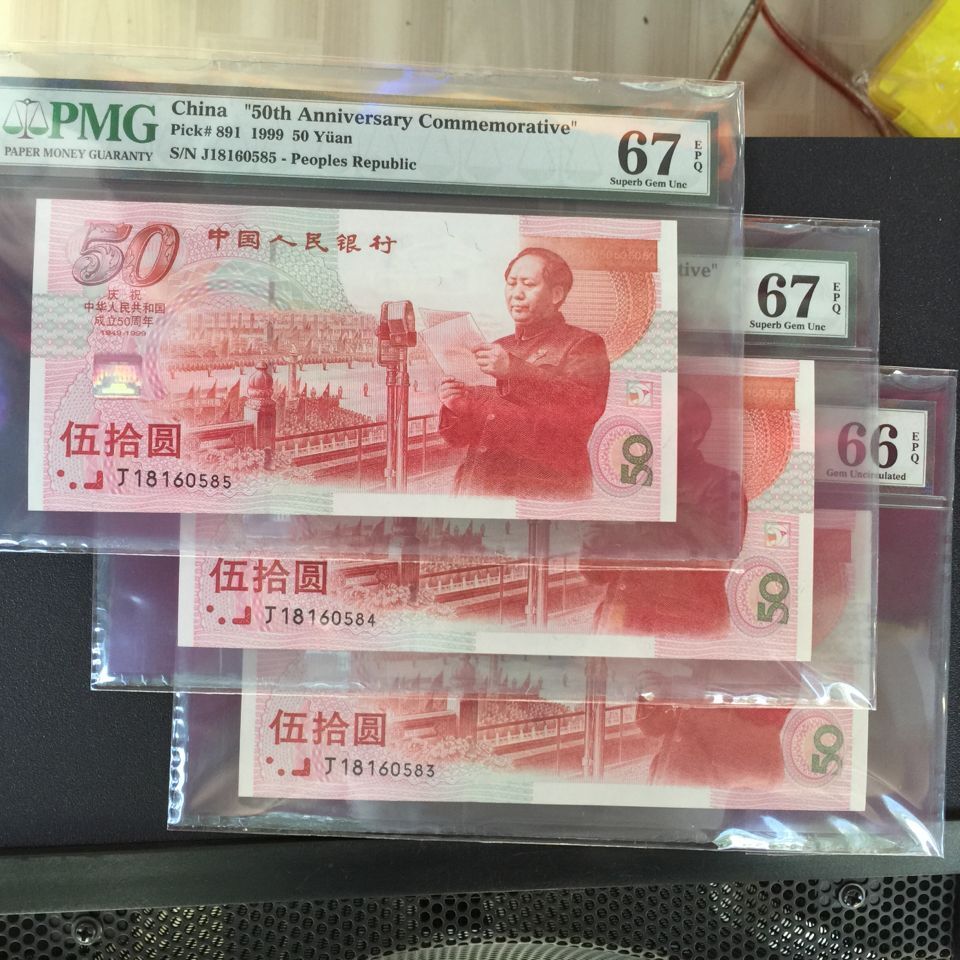 PMG
PAPER MONEY GUARANTY
China "50th Anniversary Commemorative"
Pick# 891 1999 50 Yüan
S/N J18160585 - Peoples Republic
67
EPQ
Superb Gem Unc
50
中国人民银行
庆祝
中华人民共和国
成立50周年
1949-1999
伍拾圆
J18160585
50
tive"
67
EPQ
Superb Gem Unc
伍拾圆
J18160584
50
66
EPQ
Gem Uncirculated
伍拾圆
J18160583
50